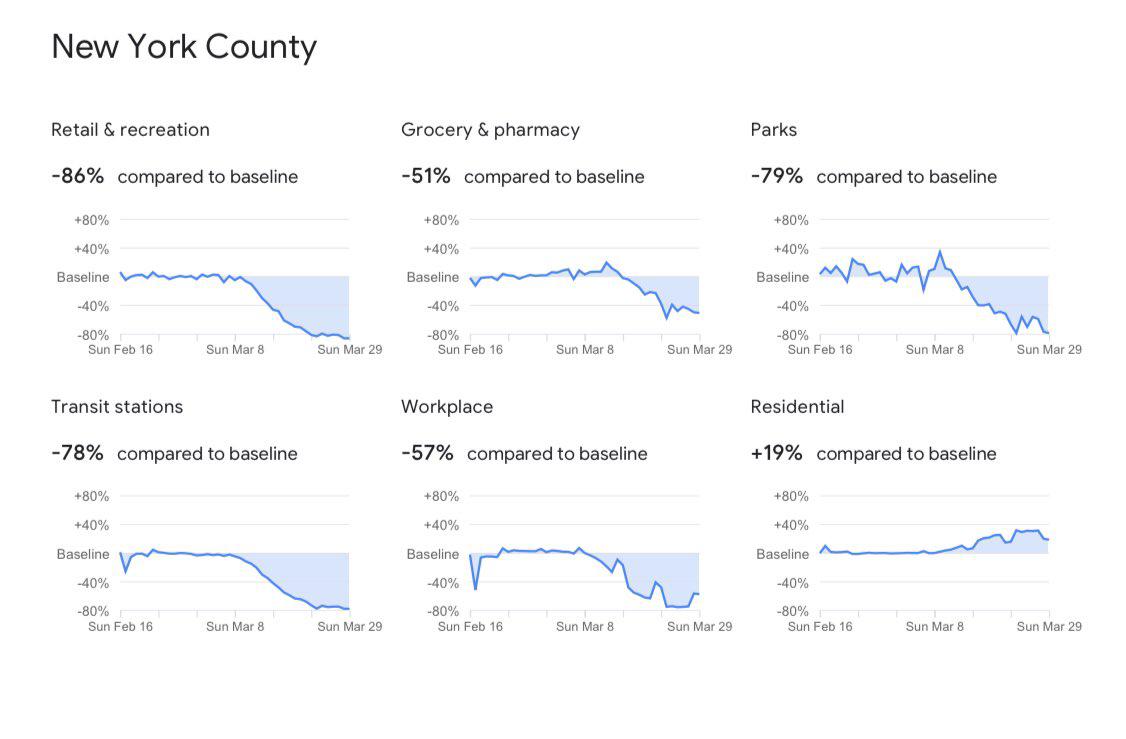 New York County
Retail & recreation
-86% compared to baseline
+80%
+40%
Baseline
-40%
-80%
Sun Feb 16 Sun Mar 8 Sun Mar 29
Grocery & pharmacy
-51% compared to baseline
+80%
+40%
Baseline
-40%
-80%
Sun Feb 16 Sun Mar 8 Sun Mar 29
Parks
-79% compared to baseline
+80%
+40%
Baseline
-40%
-80%
Sun Feb 16 Sun Mar 8 Sun Mar 29
Transit stations
-78% compared to baseline
+80%
+40%
Baseline
-40%
-80%
Sun Feb 16 Sun Mar 8 Sun Mar 29
Workplace
-57% compared to baseline
+80%
+40%
Baseline
-40%
-80%
Sun Feb 16 Sun Mar 8 Sun Mar 29
Residential
+19% compared to baseline
+80%
+40%
Baseline
-40%
-80%
Sun Feb 16 Sun Mar 8 Sun Mar 29